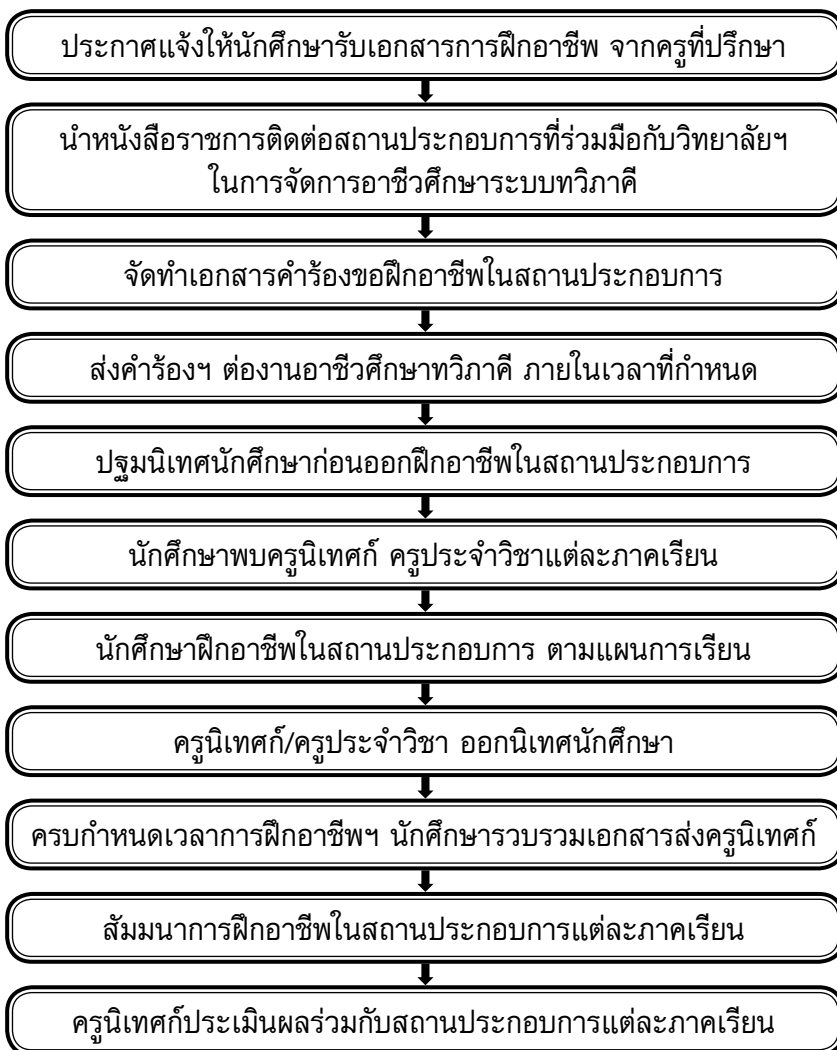 ประกาศแจ้งให้นักศึกษารับเอกสารการฝึกอาชีพ จากครูที่ปรึกษา
นำหนังสือราชการติดต่อสถานประกอบการที่ร่วมมือกับวิทยาลัยฯ
ในการจัดการอาชีวศึกษาระบบทวิภาคี
จัดทำเอกสารคำร้องขอฝึกอาชีพในสถานประกอบการ
ส่งคำร้องฯ ต่องานอาชีวศึกษาทวิภาคี ภายในเวลาที่กำหนด
ปฐมนิเทศนักศึกษาก่อนออกฝึกอาชีพในสถานประกอบการ
นักศึกษาพบครูนิเทศก์ ครูประจำวิชาแต่ละภาคเรียน
นักศึกษาฝึกอาชีพในสถานประกอบการ ตามแผนการเรียน
ครูนิเทศก์/ครูประจำวิชา ออกนิเทศนักศึกษา
ครบกำหนดเวลาการฝึกอาชีพฯ นักศึกษารวบรวมเอกสารส่งครูนิเทศก์
สัมมนาการฝึกอาชีพในสถานประกอบการแต่ละภาคเรียน
ครูนิเทศก์ประเมินผลร่วมกับสถานประกอบการแต่ละภาคเรียน